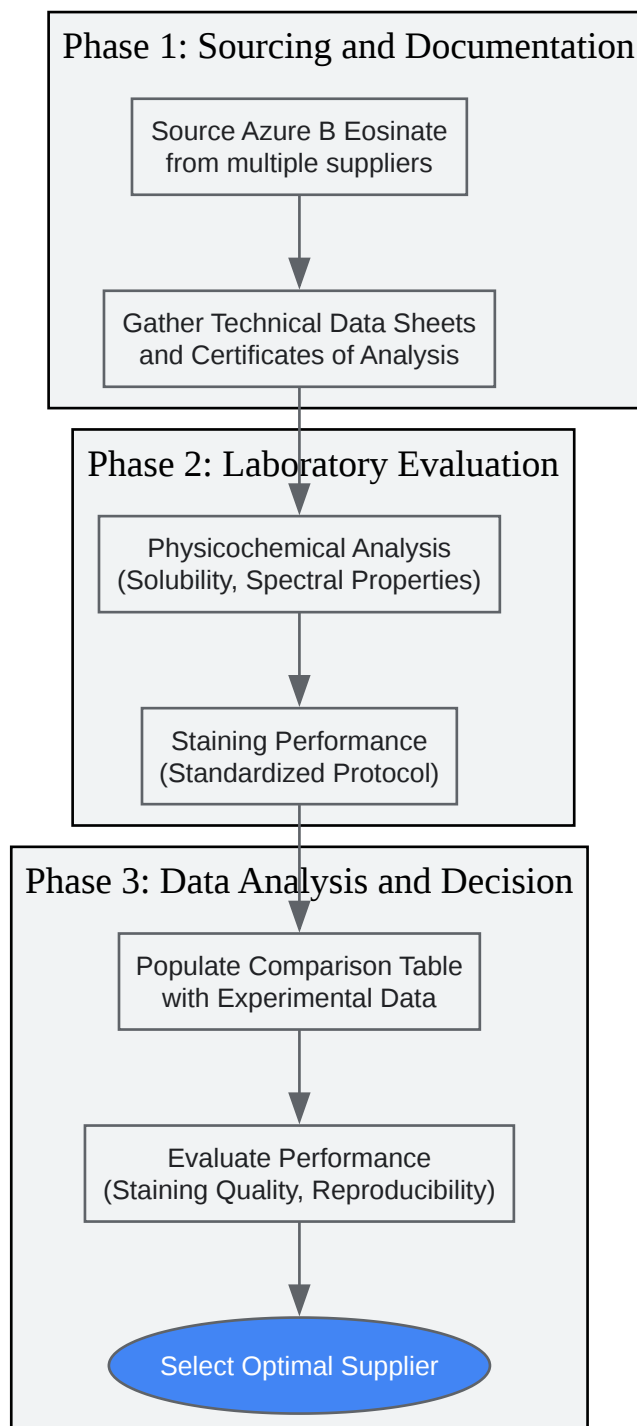 Phase 1: Sourcing and Documentation
Source Azure B Eosinate
from multiple suppliers
Gather Technical Data Sheets
and Certificates of Analysis
Phase 2: Laboratory Evaluation
Physicochemical Analysis
(Solubility, Spectral Properties)
Staining Performance
(Standardized Protocol)
Phase 3: Data Analysis and Decision
Populate Comparison Table
with Experimental Data
Evaluate Performance
(Staining Quality, Reproducibility)
Select Optimal Supplier